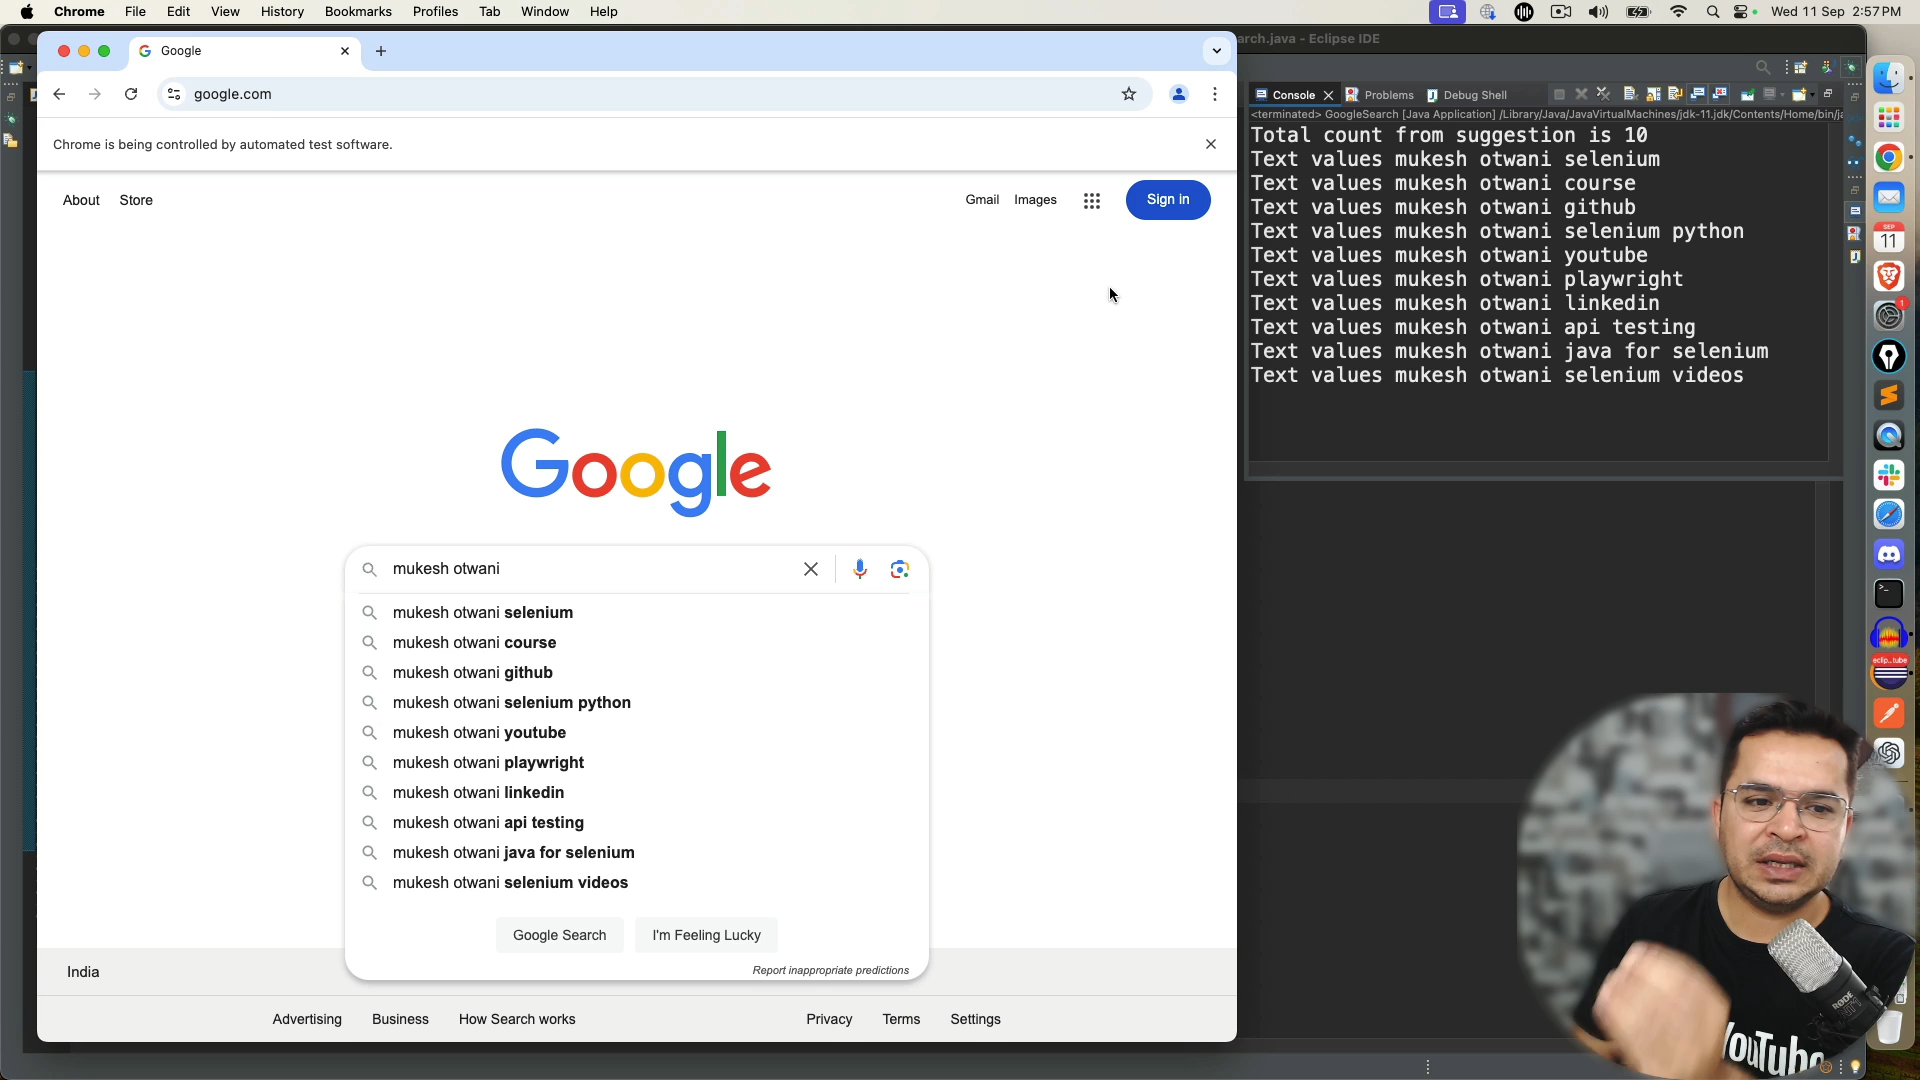 Chrome File Edit View History Bookmarks Profiles Tab Window Help
Wed 11 Sep 2:57 PM
Google
arch.java - Eclipse IDE
google.com
Chrome is being controlled by automated test software.
About Store
Gmail Images Sign in
Google
mukesh otwani
mukesh otwani selenium
mukesh otwani course
mukesh otwani github
mukesh otwani selenium python
mukesh otwani youtube
mukesh otwani playwright
mukesh otwani linkedin
mukesh otwani api testing
mukesh otwani java for selenium
mukesh otwani selenium videos
Google Search I'm Feeling Lucky
Report inappropriate predictions
India
Advertising Business How Search works Privacy Terms Settings
Console Problems Debug Shell
<terminated> GoogleSearch [Java Application] /Library/Java/JavaVirtualMachines/jdk-11.jdk/Contents/Home/bin/ja
Total count from suggestion is 10
Text values mukesh otwani selenium
Text values mukesh otwani course
Text values mukesh otwani github
Text values mukesh otwani selenium python
Text values mukesh otwani youtube
Text values mukesh otwani playwright
Text values mukesh otwani linkedin
Text values mukesh otwani api testing
Text values mukesh otwani java for selenium
Text values mukesh otwani selenium videos
SEP
11
1
eclip..tube
RØDE
YouTube